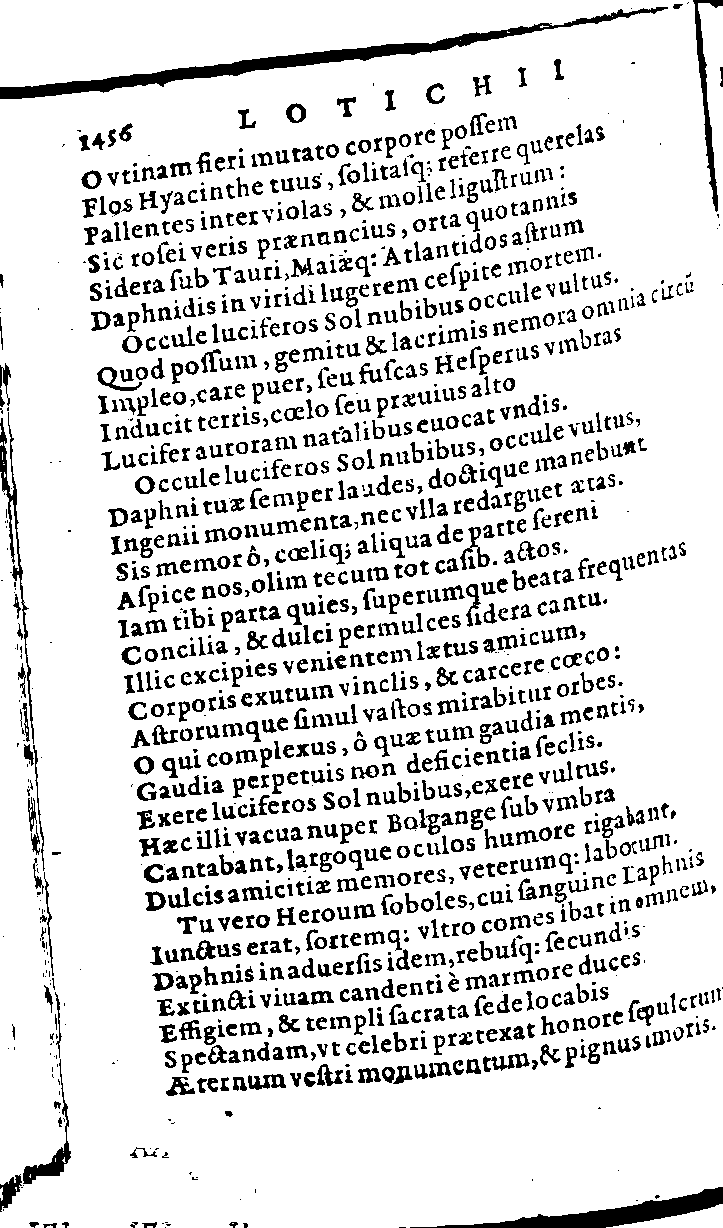 1456 LOTICHII
O vtinam fieri mutato corpore poſſem
Flos Hyacinthe tuus, ſolitaſq; referre querelas
Pallentes inter violas, & molle liguſtrum:
Sic roſei veris prænuncius, orta quotannis
Sidera ſub Tauri, Maiæq: Atlantidos aſtrum
Daphnidis in viridi lugerem ceſpite mortem.
Occule luciferos Sol nubibus occule vultus.
Quod poſſum, gemitu & lacrimis nemora omnia circū
Impleo, care puer, ſeu fuſcas Heſperus vmbras
Inducit terris, cœlo ſeu præuius alto
Lucifer auroram natalibus euocat vndis.
Occule luciferos Sol nubibus, occule vultus,
Daphni tuæ ſemper laudes, doctique manebunt
Ingenii monumenta, nec vlla redarguet ætas.
Sis memor ô, cœliq; aliqua de parte ſereni
Aſpice nos, olim tecum tot caſib. actos.
Iam tibi parta quies, ſuperumque beata frequentas
Concilia, & dulci permulces ſidera cantu.
Illic excipies venientem lætus amicum,
Corporis exutum vinclis, & carcere cœco:
Aſtrorumque ſimul vaſtos mirabitur orbes.
O qui complexus, ô quæ tum gaudia mentis,
Gaudia perpetuis non deficientia ſeclis.
Exere luciferos Sol nubibus, exere vultus.
Hæc illi vacua nuper Bolgange ſub vmbra
Cantabant, largoque oculos humore rigabant,
Dulcis amicitiæ memores, veterumq: laborum.
Tu vero Heroum ſoboles, cui ſanguine Daphnis
Iunctus erat, ſortemq: vltro comes ibat in omnem,
Daphnis in aduerſis idem, rebuſq: ſecundis
Extincti viuam candenti è marmore duces
Effigiem, & templi ſacrata ſede locabis
Spectandam, vt celebri prætexat honore ſepulcrum
Æternum veſtri monumentum, & pignus amoris.